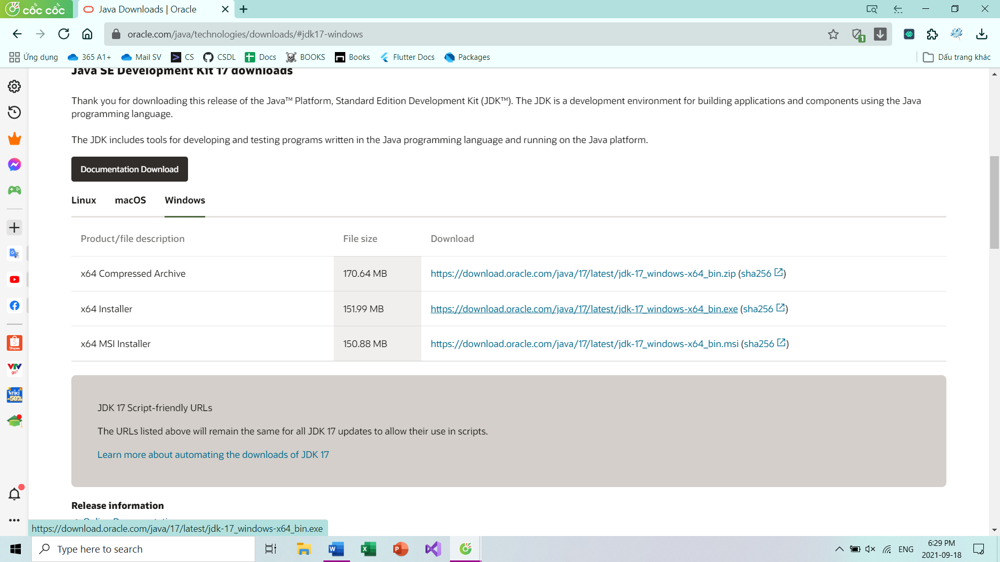 cốc cốc
Java Downloads | Oracle
oracle.com/java/technologies/downloads/#jdk17-windows
1
Ứng dụng
365 A1+
Mail SV
CS
CSDL
Docs
BOOKS
Books
Flutter Docs
Packages
Dấu trang khác
Java SE Development Kit 17 downloads
Thank you for downloading this release of the Java™ Platform, Standard Edition Development Kit (JDK™). The JDK is a development environment for building applications and components using the Java
programming language.
The JDK includes tools for developing and testing programs written in the Java programming language and running on the Java platform.
Documentation Download
Linux macOS Windows
Product/file description File size Download
x64 Compressed Archive 170.64 MB https://download.oracle.com/java/17/latest/jdk-17_windows-x64_bin.zip (sha256)
x64 Installer 151.99 MB https://download.oracle.com/java/17/latest/jdk-17_windows-x64_bin.exe (sha256)
x64 MSI Installer 150.88 MB https://download.oracle.com/java/17/latest/jdk-17_windows-x64_bin.msi (sha256)
Shopee
VTV
go
TIKI
-50%
JDK 17 Script-friendly URLs
The URLs listed above will remain the same for all JDK 17 updates to allow their use in scripts.
Learn more about automating the downloads of JDK 17
Release information
https://download.oracle.com/java/17/latest/jdk-17_windows-x64_bin.exe
Type here to search
ENG
6:29 PM
2021-09-18